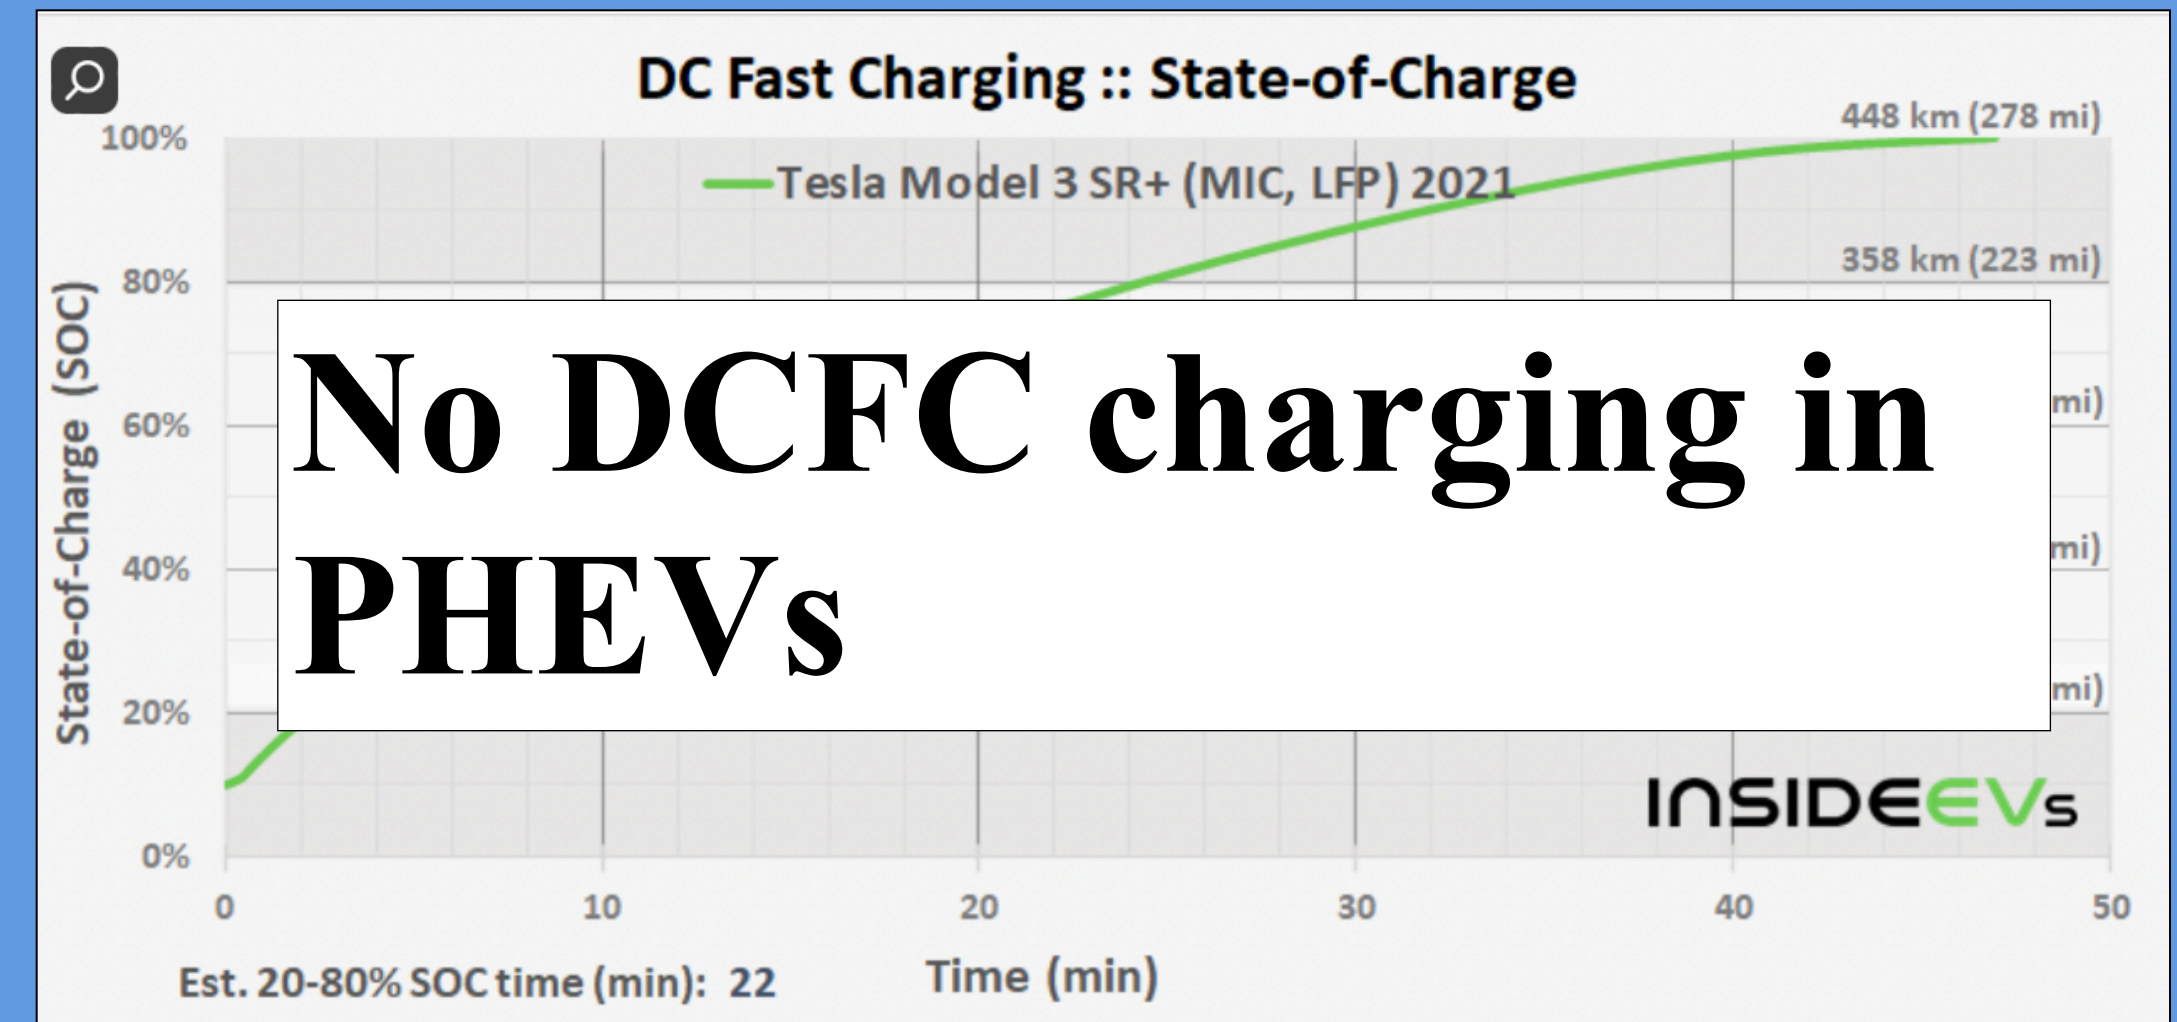 DC Fast Charging :: State-of-Charge
448 km (278 mi)
100%
Tesla Model 3 SR+ (MIC, LFP) 2021
358 km (223 mi)
80%
State-of-Charge (SOC)
No DCFC charging in
PHEVs
mi)
60%
mi)
40%
mi)
20%
INSIDEEVs
0%
0 10 20 30 40 50
Time (min)
Est. 20-80% SOC time (min): 22